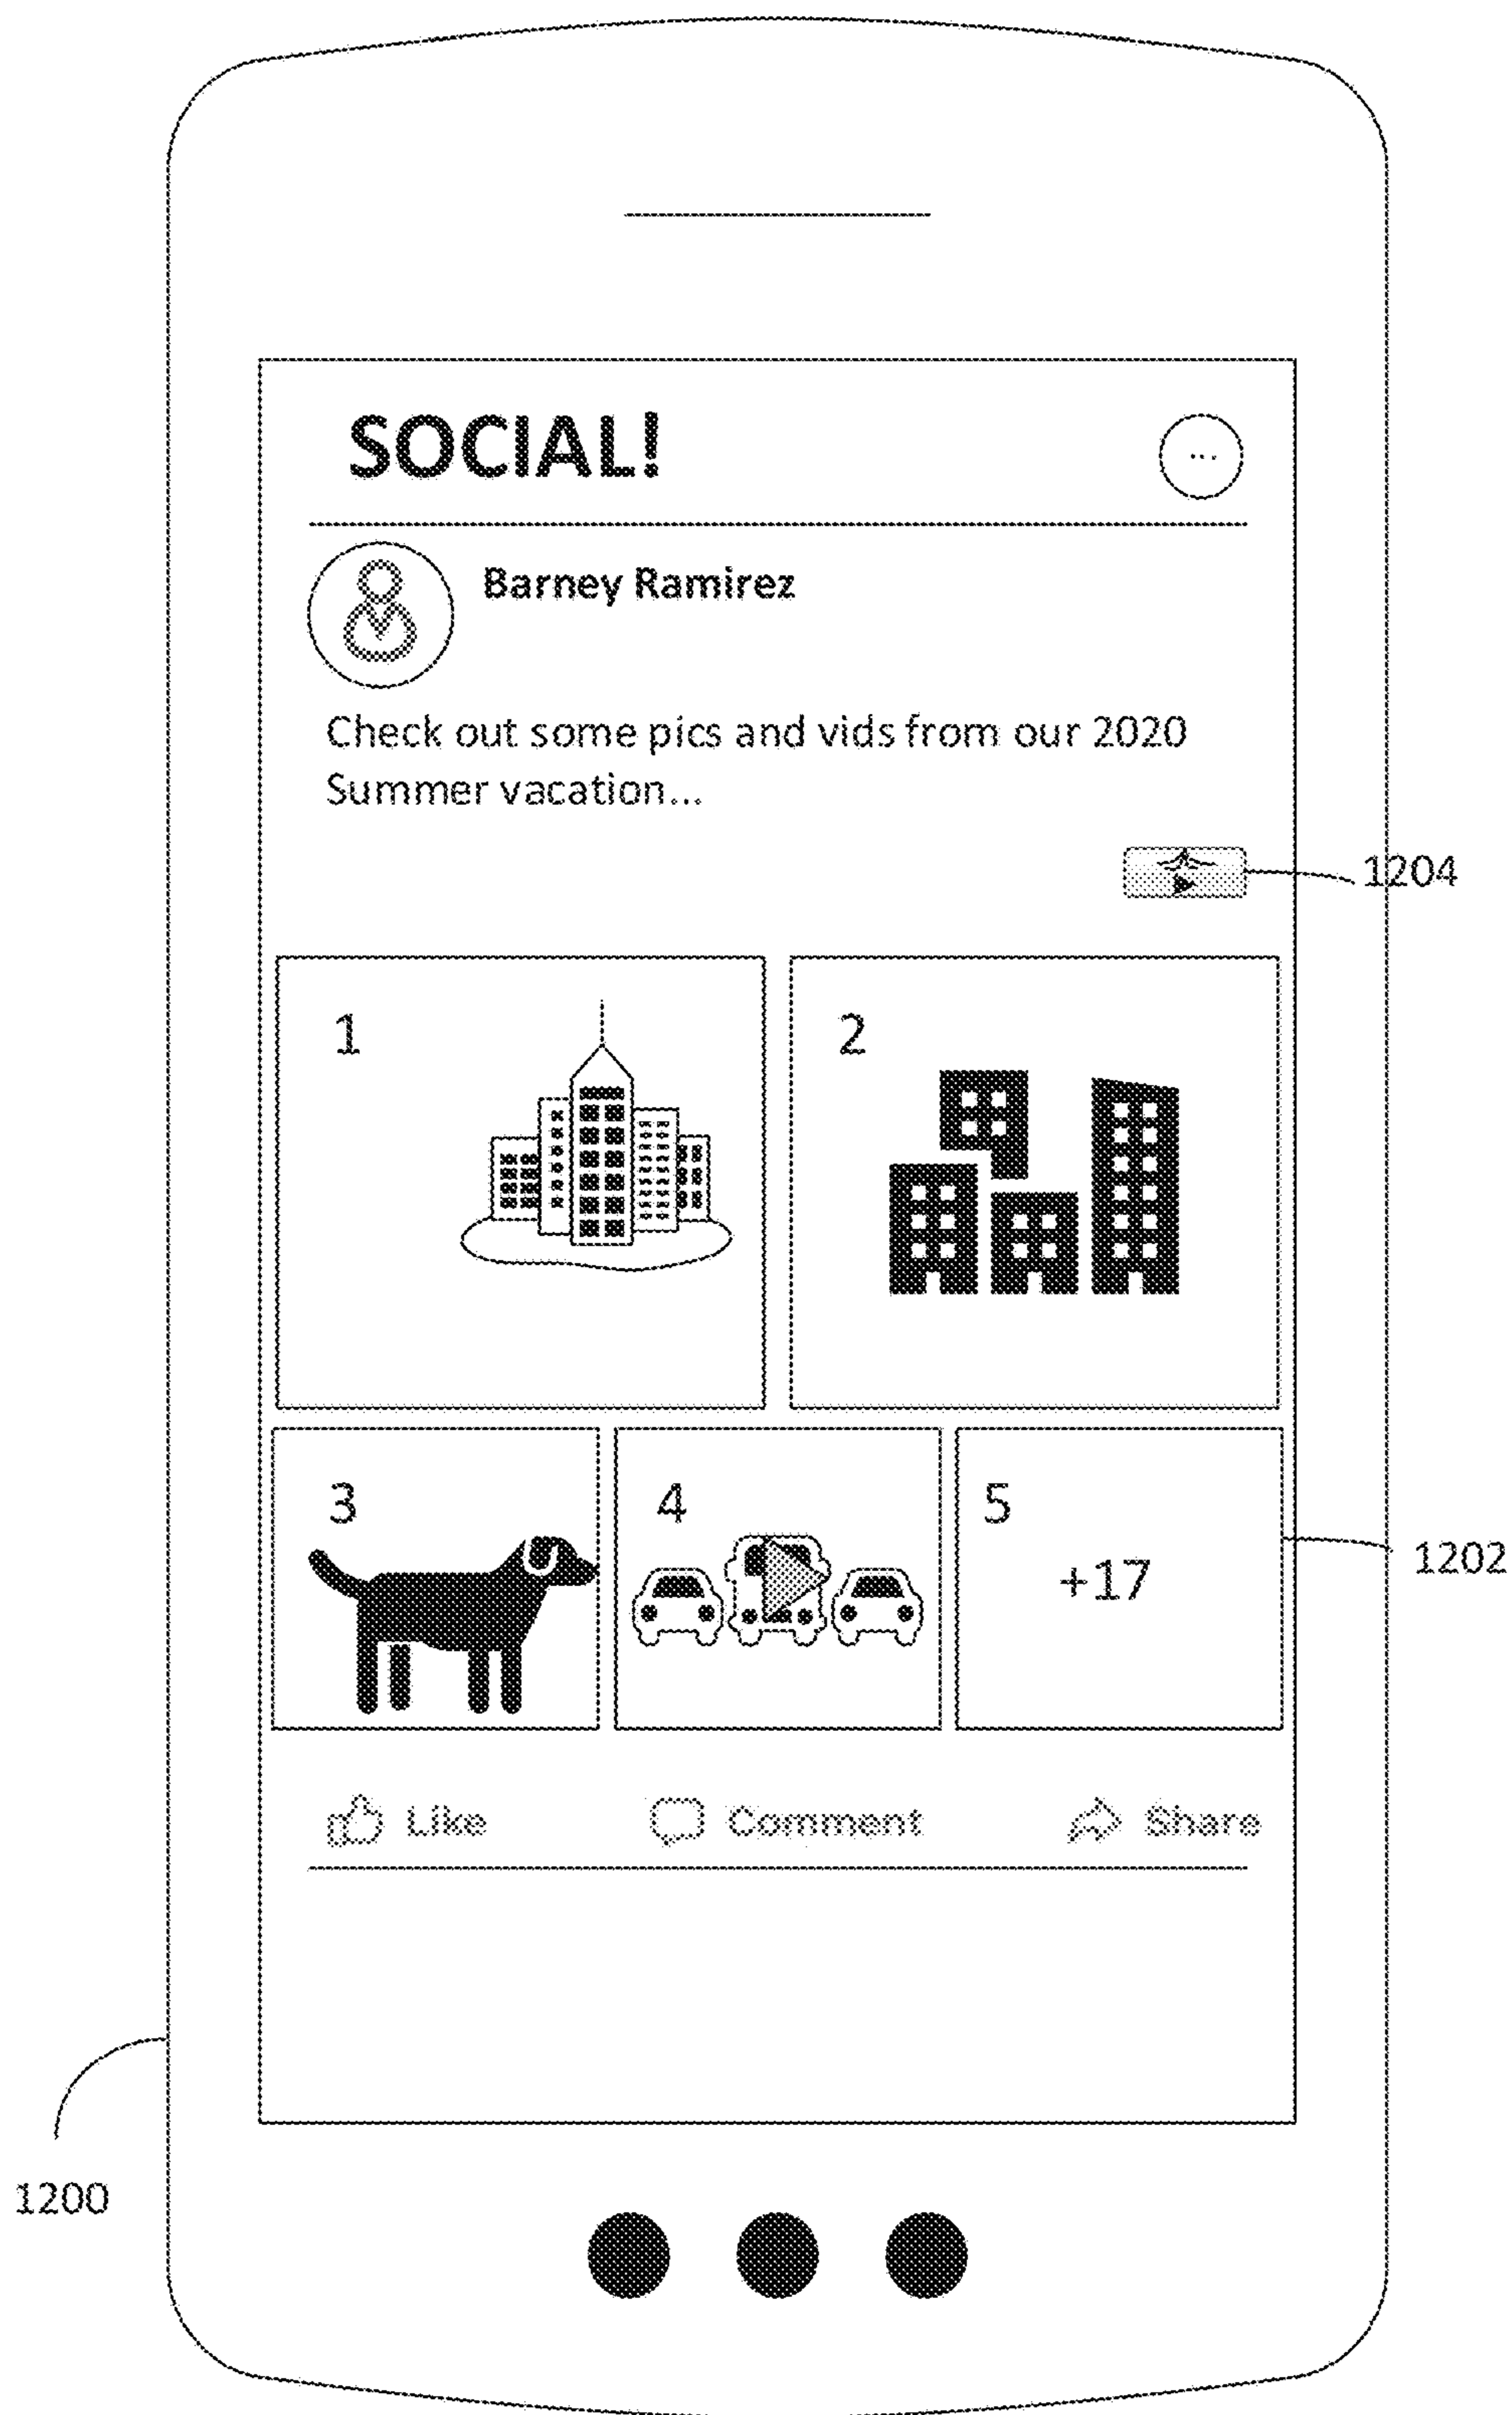 SOCIAL!
...
Barney Ramirez
Check out some pics and vids from our 2020
Summer vacation...
1204
1
2
3
4
5
+17
1202
Like
Comment
Share
1200